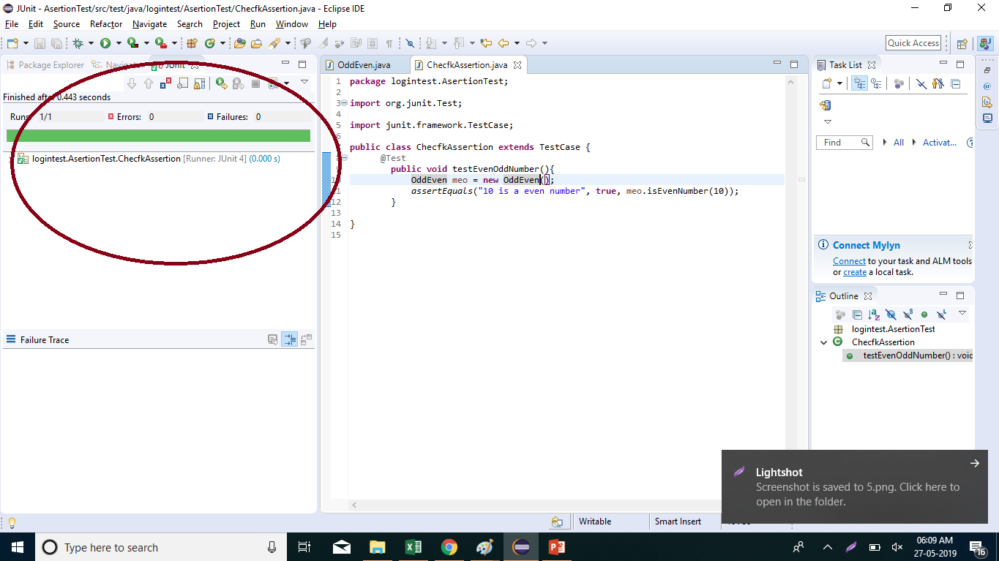 JUnit - AsertionTest/src/test/java/logintest/AsertionTest/ChecfkAssertion.java - Eclipse IDE
File Edit Source Refactor Navigate Search Project Run Window Help
Quick Access
Package Explorer Navigator JUnit
Finished after 0.443 seconds
Runs: 1/1 Errors: 0 Failures: 0
logintest.AsertionTest.ChecfkAssertion [Runner: JUnit 4] (0.000 s)
Failure Trace
OddEven.java ChecfkAssertion.java
1 package logintest.AsertionTest;
2
3 import org.junit.Test;
4
5 import junit.framework.TestCase;
6
7 public class ChecfkAssertion extends TestCase {
8 @Test
9 public void testEvenOddNumber(){
10 OddEven meo = new OddEven();
11 assertEquals("10 is a even number", true, meo.isEvenNumber(10));
12 }
13
14 }
15
Task List
Find All Activat...
Connect Mylyn
Connect to your task and ALM tools
or create a local task.
Outline
logintest.AsertionTest
ChecfkAssertion
testEvenOddNumber() : void
Lightshot
Screenshot is saved to 5.png. Click here to
open in the folder.
Writable Smart Insert
Type here to search
06:09 AM
27-05-2019
16